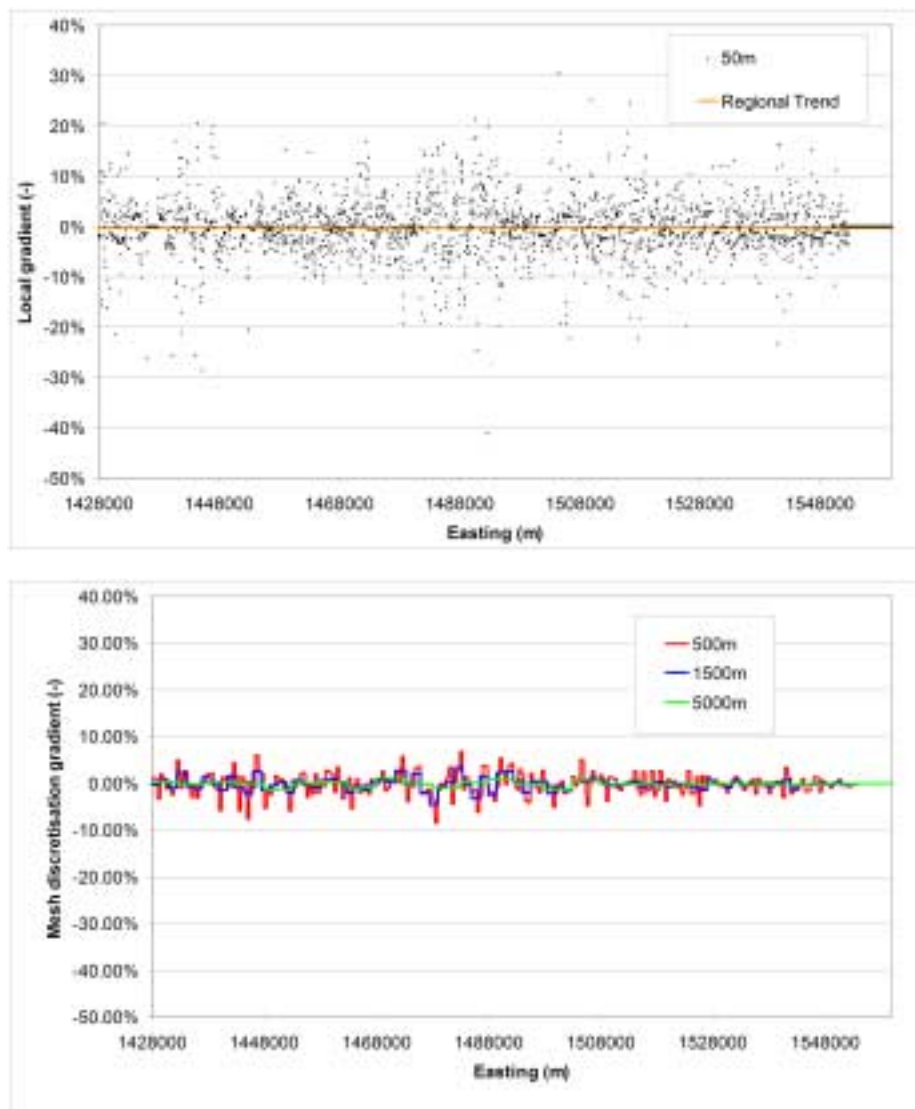 40%
30%
20%
10%
0%
-10%
-20%
-30%
-40%
-50%
Local gradient (-)
50m
Regional Trend
1428000 1448000 1468000 1488000 1508000 1528000 1548000
Easting (m)
40.00%
30.00%
20.00%
10.00%
0.00%
-10.00%
-20.00%
-30.00%
-40.00%
-50.00%
Mesh discretisation gradient (-)
500m
1500m
5000m
1428000 1448000 1468000 1488000 1508000 1528000 1548000
Easting (m)